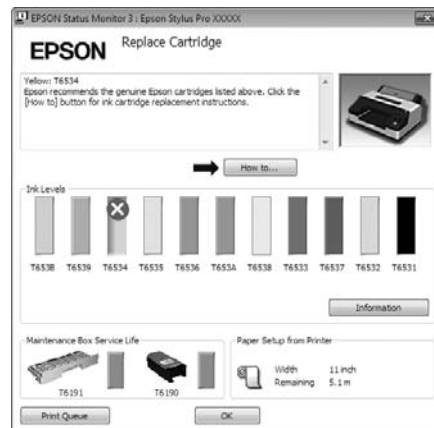 EPSON Status Monitor 3 : Epson Stylus Pro XXXXX
EPSON
Replace Cartridge
Yellow: T6534
Epson recommends the genuine Epson cartridges listed above. Click the
[How to] button for ink cartridge replacement instructions.
How to...
Ink Levels
T653B T6539 T6534 T6535 T6536 T653A T6538 T6533 T6537 T6532 T6531
Information
Maintenance Box Service Life
T6191 T6190
Paper Setup from Printer
Width 11 inch
Remaining 5.1 m
Print Queue
OK